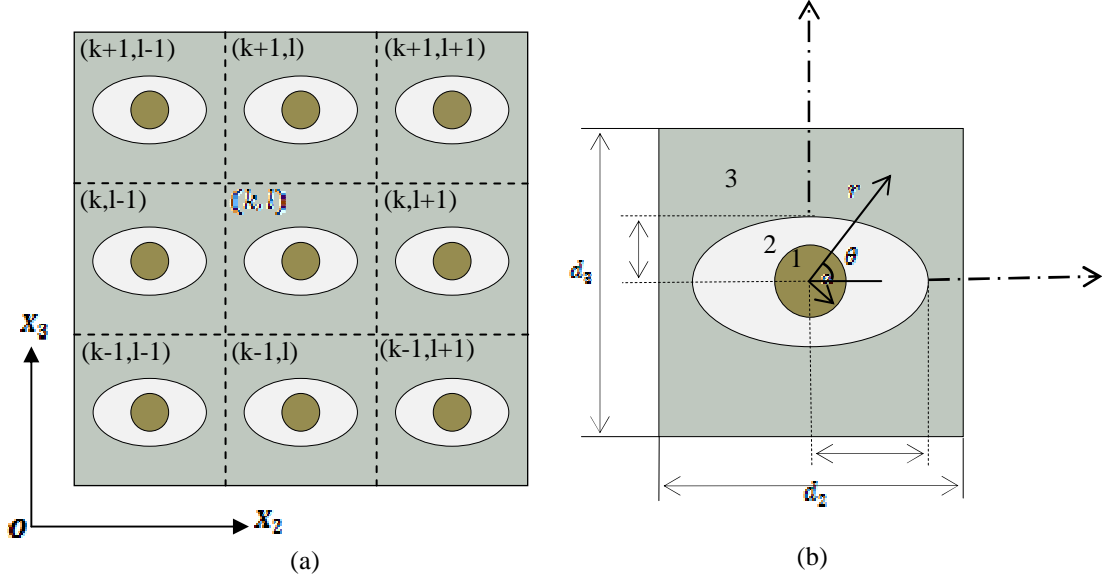 (k+1,l-1) (k+1,l) (k+1,l+1)
(k,l-1) (k,l) (k,l+1)
(k-1,l-1) (k-1,l) (k-1,l+1)
X₃
O
X₂
(a)
3
r
2
1
θ
d₃
d₂
(b)